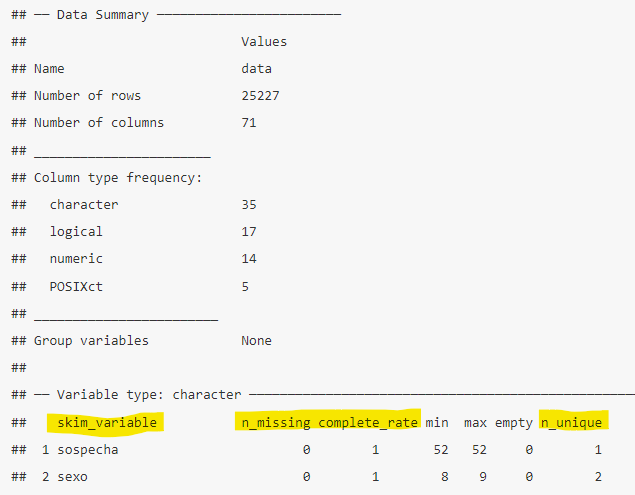 ## ── Data Summary ────────────────────────
##                            Values
## Name                       data
## Number of rows             25227
## Number of columns          71
## _______________________
## Column type frequency:
##   character                35
##   logical                  17
##   numeric                  14
##   POSIXct                  5
## ________________________
## Group variables            None
##
## ── Variable type: character ──────────────────────────────────────────────────
##    skim_variable           n_missing complete_rate min  max empty n_unique
##  1 sospecha                        0       1        52   52     0        1
##  2 sexo                            0       1         8    9     0        2